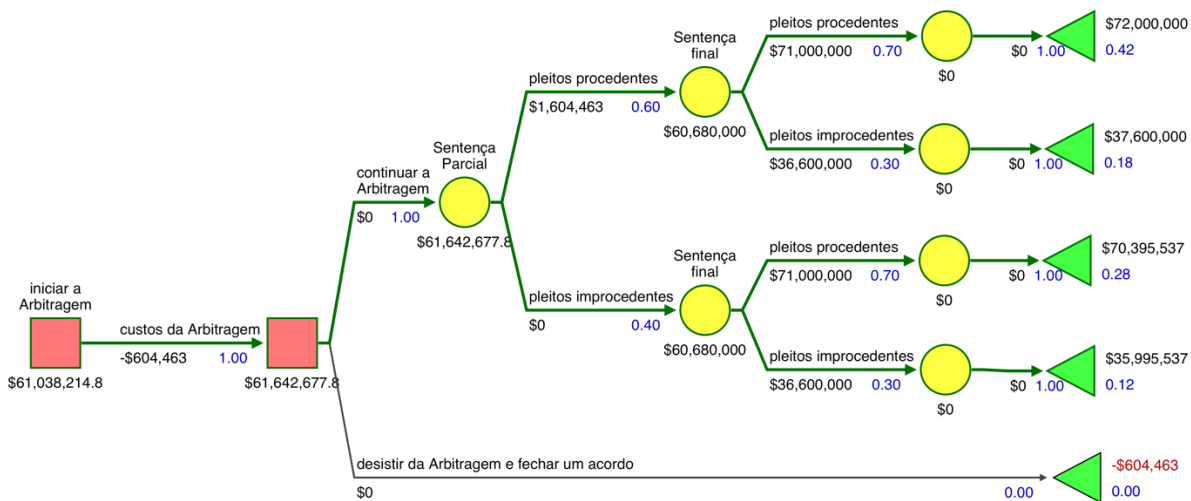 pleitos procedentes
$71,000,000 0.70
$0
$0 1.00
$72,000,000
0.42
Sentença
final
$60,680,000
pleitos procedentes
$1,604,463 0.60
pleitos improcedentes
$36,600,000 0.30
$0
$0 1.00
$37,600,000
0.18
Sentença
Parcial
$61,642,677.8
continuar a
Arbitragem
$0 1.00
pleitos procedentes
$71,000,000 0.70
$0
$0 1.00
$70,395,537
0.28
Sentença
final
$60,680,000
pleitos improcedentes
$0 0.40
pleitos improcedentes
$36,600,000 0.30
$0
$0 1.00
$35,995,537
0.12
iniciar a
Arbitragem
$61,038,214.8
custos da Arbitragem
-$604,463 1.00
$61,642,677.8
desistir da Arbitragem e fechar um acordo
$0 0.00
-$604,463
0.00